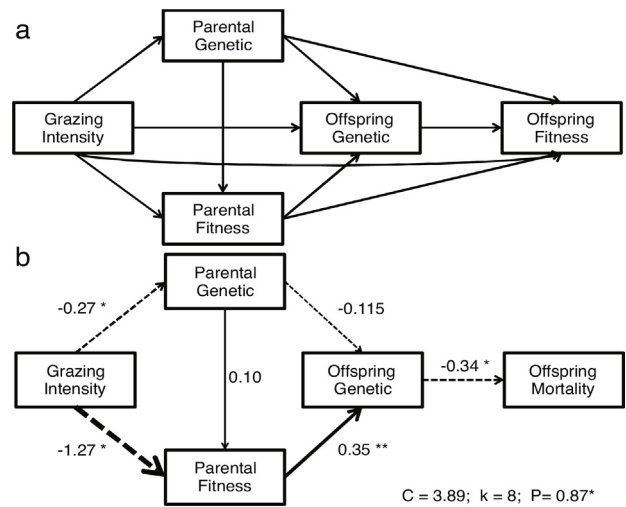 a
Parental
Genetic
Grazing
Intensity
Offspring
Genetic
Offspring
Fitness
Parental
Fitness
b
Parental
Genetic
-0.27 *
-0.115
Grazing
Intensity
0.10
Offspring
Genetic
-0.34 *
Offspring
Mortality
-1.27 *
Parental
Fitness
0.35 **
C = 3.89; k = 8; P= 0.87*